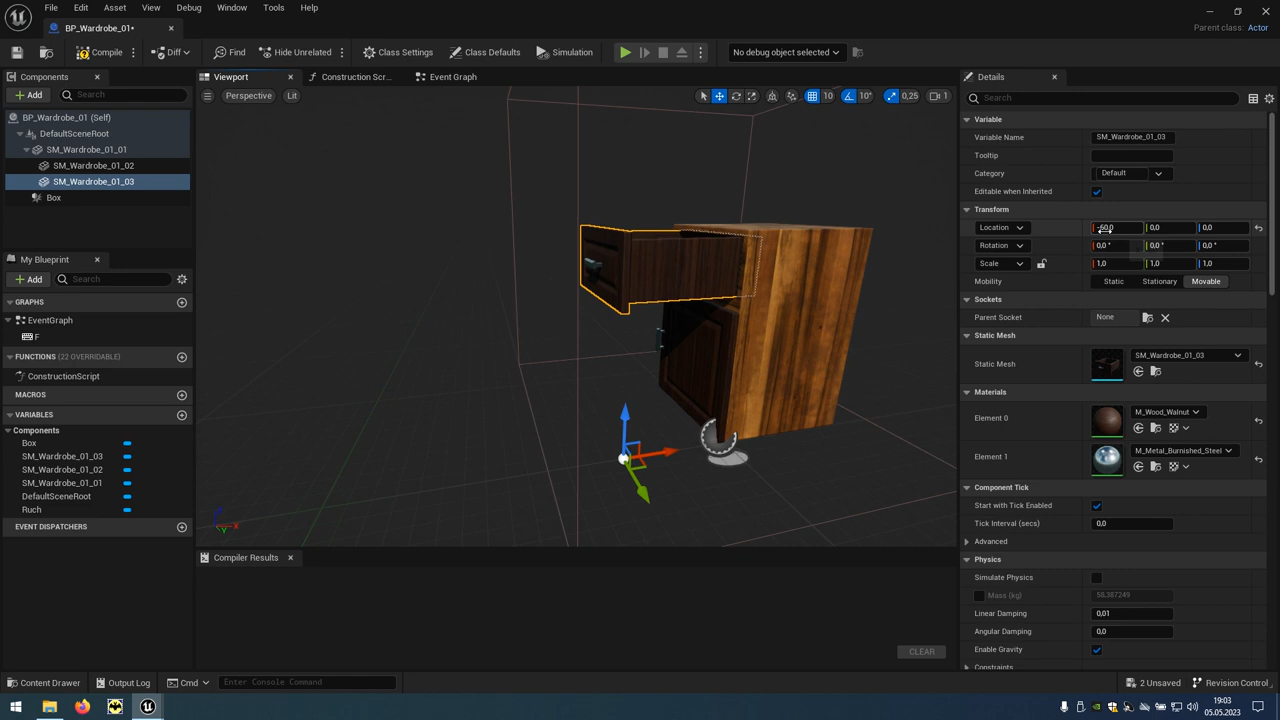 File Edit Asset View Debug Window Tools Help
BP_Wardrobe_01•
Parent class: Actor
Compile Diff Find Hide Unrelated Class Settings Class Defaults Simulation No debug object selected
Components
Add Search
BP_Wardrobe_01 (Self)
DefaultSceneRoot
SM_Wardrobe_01_01
SM_Wardrobe_01_02
SM_Wardrobe_01_03
Box
My Blueprint
Add Search
GRAPHS
EventGraph
F
FUNCTIONS (22 OVERRIDABLE)
ConstructionScript
MACROS
VARIABLES
Components
Box
SM_Wardrobe_01_03
SM_Wardrobe_01_02
SM_Wardrobe_01_01
DefaultSceneRoot
Ruch
EVENT DISPATCHERS
Viewport Construction Scr... Event Graph
Perspective Lit 10 10° 0,25 1
Z X Y
Compiler Results
CLEAR
Details
Search
Variable
Variable Name SM_Wardrobe_01_03
Tooltip
Category Default
Editable when Inherited
Transform
Location 0,0 0,0
Rotation 0,0 ° 0,0 ° 0,0 °
Scale 1,0 1,0 1,0
Mobility Static Stationary Movable
Sockets
Parent Socket None
Static Mesh
Static Mesh SM_Wardrobe_01_03
Materials
Element 0 M_Wood_Walnut
Element 1 M_Metal_Burnished_Steel
Component Tick
Start with Tick Enabled
Tick Interval (secs) 0,0
Advanced
Physics
Simulate Physics
Mass (kg) 58,387249
Linear Damping 0,01
Angular Damping 0,0
Enable Gravity
Constraints
Content Drawer Output Log Cmd Enter Console Command 2 Unsaved Revision Control
19:03
05.05.2023